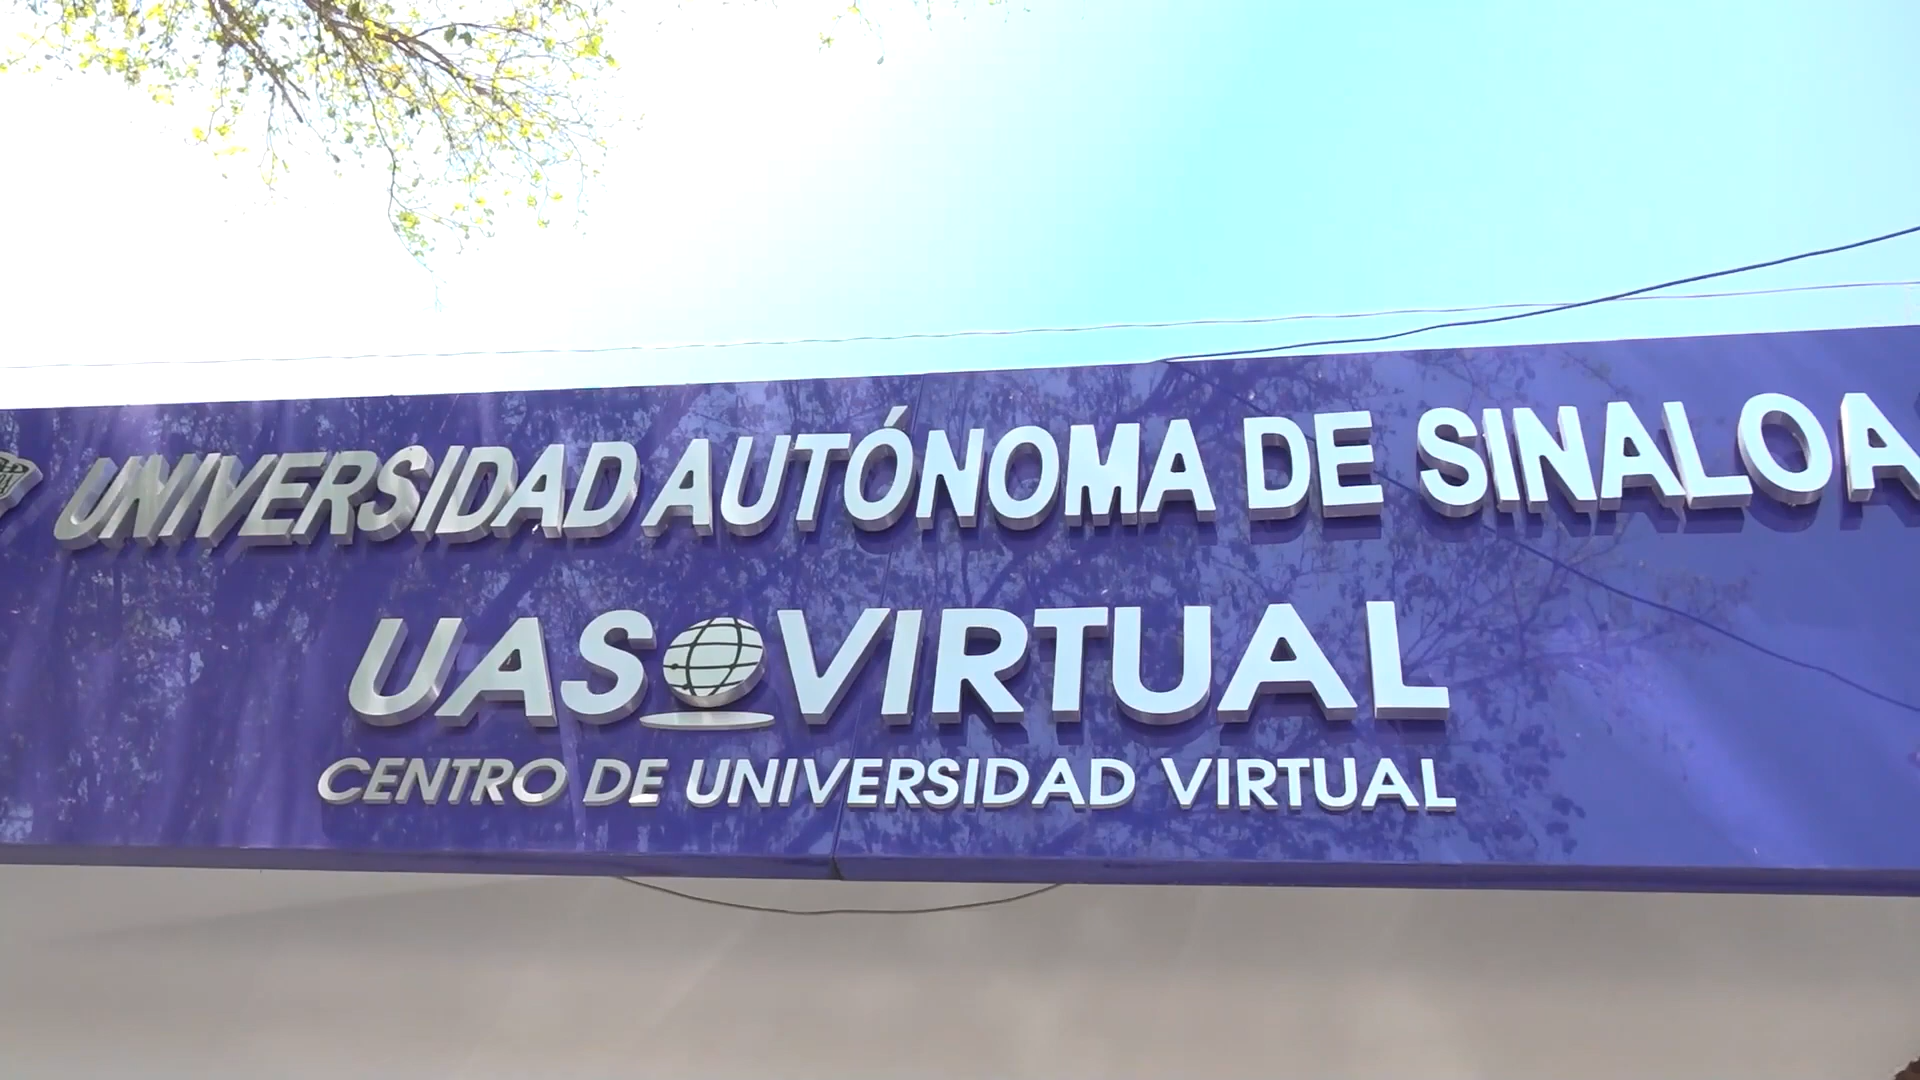 UNIVERSIDAD AUTÓNOMA DE SINALOA
UAS VIRTUAL
CENTRO DE UNIVERSIDAD VIRTUAL